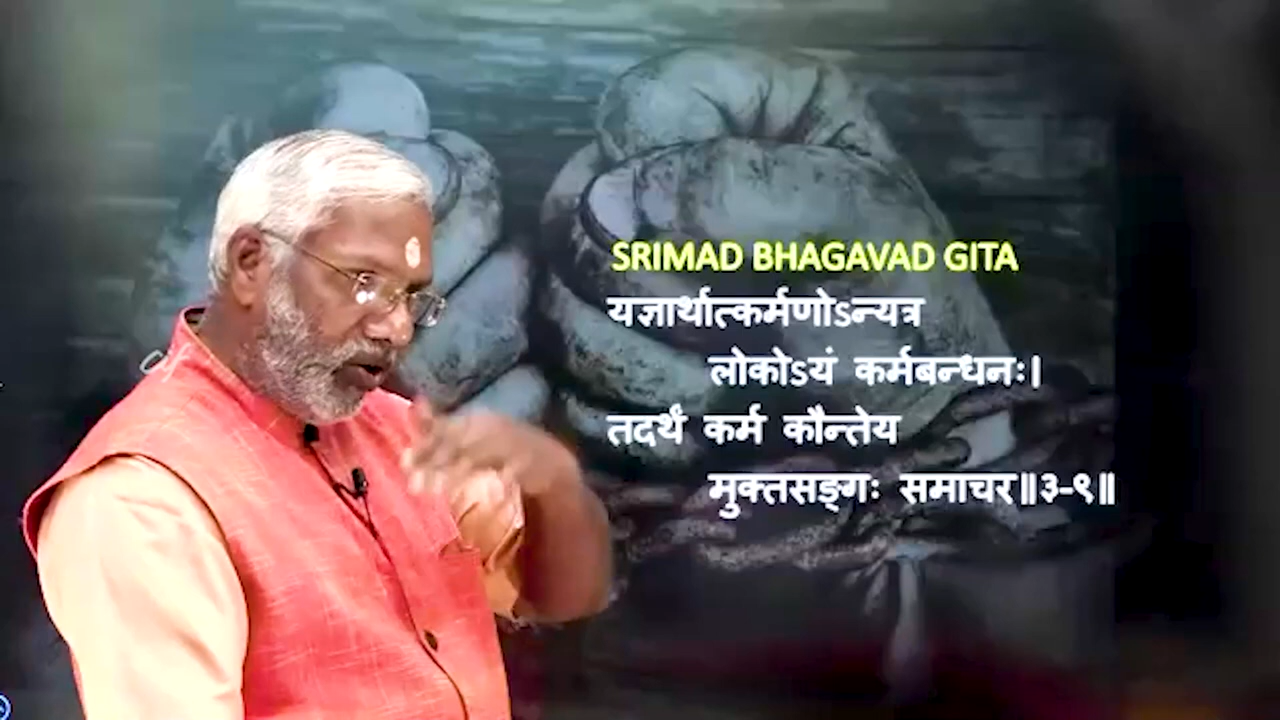 SRIMAD BHAGAVAD GITA
यज्ञार्थात्कर्मणोऽन्यत्र
लोकोऽयं कर्मबन्धनः।
तदर्थं कर्म कौन्तेय
मुक्तसङ्गः समाचर॥३-९॥